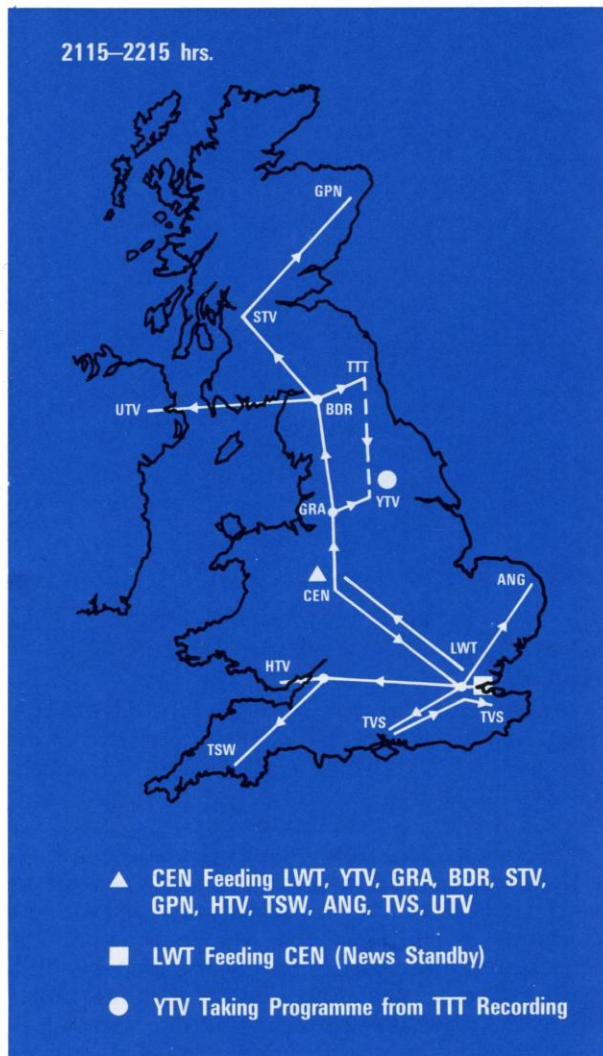 2115–2215 hrs.
GPN
STV
TTT
UTV
BDR
YTV
GRA
CEN
ANG
LWT
HTV
TVS
TVS
TSW
CEN Feeding LWT, YTV, GRA, BDR, STV,
GPN, HTV, TSW, ANG, TVS, UTV
LWT Feeding CEN (News Standby)
YTV Taking Programme from TTT Recording